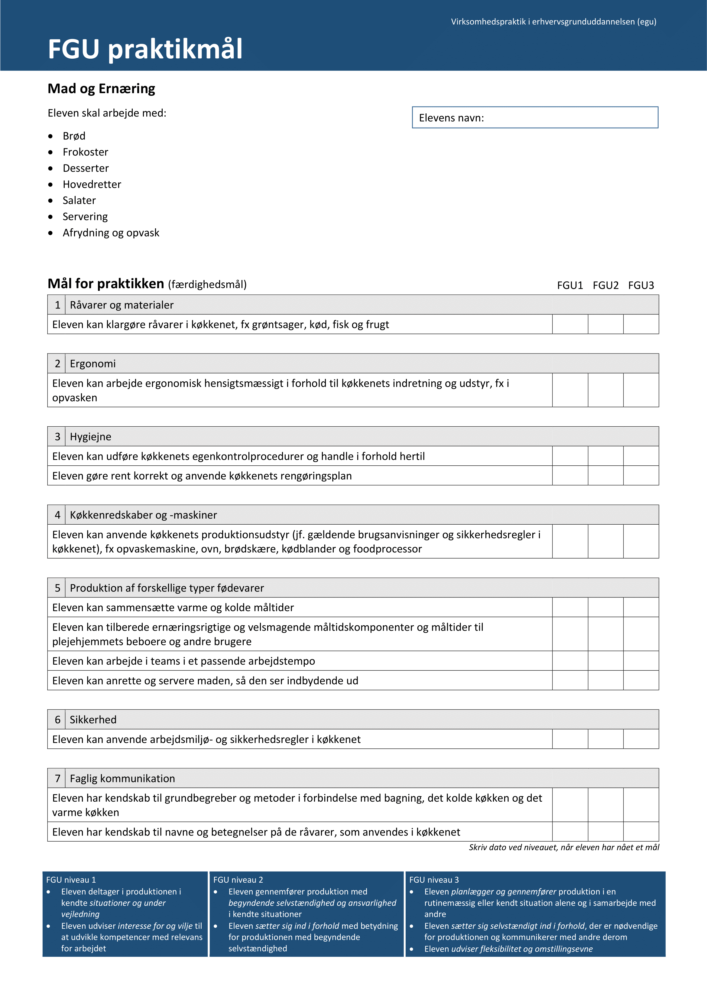 Virksomhedspraktik i erhvervsgrunduddannelsen (egu)
FGU praktikmål
Mad og Ernæring
Eleven skal arbejde med:
Elevens navn:
• Brød
• Frokoster
• Desserter
• Hovedretter
• Salater
• Servering
• Afrydning og opvask
Mål for praktikken (færdighedsmål) FGU1 FGU2 FGU3
1 Råvarer og materialer
Eleven kan klargøre råvarer i køkkenet, fx grøntsager, kød, fisk og frugt
2 Ergonomi
Eleven kan arbejde ergonomisk hensigtsmæssigt i forhold til køkkenets indretning og udstyr, fx i
opvasken
3 Hygiejne
Eleven kan udføre køkkenets egenkontrolprocedurer og handle i forhold hertil
Eleven gøre rent korrekt og anvende køkkenets rengøringsplan
4 Køkkenredskaber og -maskiner
Eleven kan anvende køkkenets produktionsudstyr (jf. gældende brugsanvisninger og sikkerhedsregler i
køkkenet), fx opvaskemaskine, ovn, brødskære, kødblander og foodprocessor
5 Produktion af forskellige typer fødevarer
Eleven kan sammensætte varme og kolde måltider
Eleven kan tilberede ernæringsrigtige og velsmagende måltidskomponenter og måltider til
plejehjemmets beboere og andre brugere
Eleven kan arbejde i teams i et passende arbejdstempo
Eleven kan anrette og servere maden, så den ser indbydende ud
6 Sikkerhed
Eleven kan anvende arbejdsmiljø- og sikkerhedsregler i køkkenet
7 Faglig kommunikation
Eleven har kendskab til grundbegreber og metoder i forbindelse med bagning, det kolde køkken og det
varme køkken
Eleven har kendskab til navne og betegnelser på de råvarer, som anvendes i køkkenet
Skriv dato ved niveauet, når eleven har nået et mål
FGU niveau 1
• Eleven deltager i produktionen i
kendte situationer og under
vejledning
• Eleven udviser interesse for og vilje til
at udvikle kompetencer med relevans
for arbejdet
FGU niveau 2
• Eleven gennemfører produktion med
begyndende selvstændighed og ansvarlighed
i kendte situationer
• Eleven sætter sig ind i forhold med betydning
for produktionen med begyndende
selvstændighed
FGU niveau 3
• Eleven planlægger og gennemfører produktion i en
rutinemæssig eller kendt situation alene og i samarbejde med
andre
• Eleven sætter sig selvstændigt ind i forhold, der er nødvendige
for produktionen og kommunikerer med andre derom
• Eleven udviser fleksibilitet og omstillingsevne